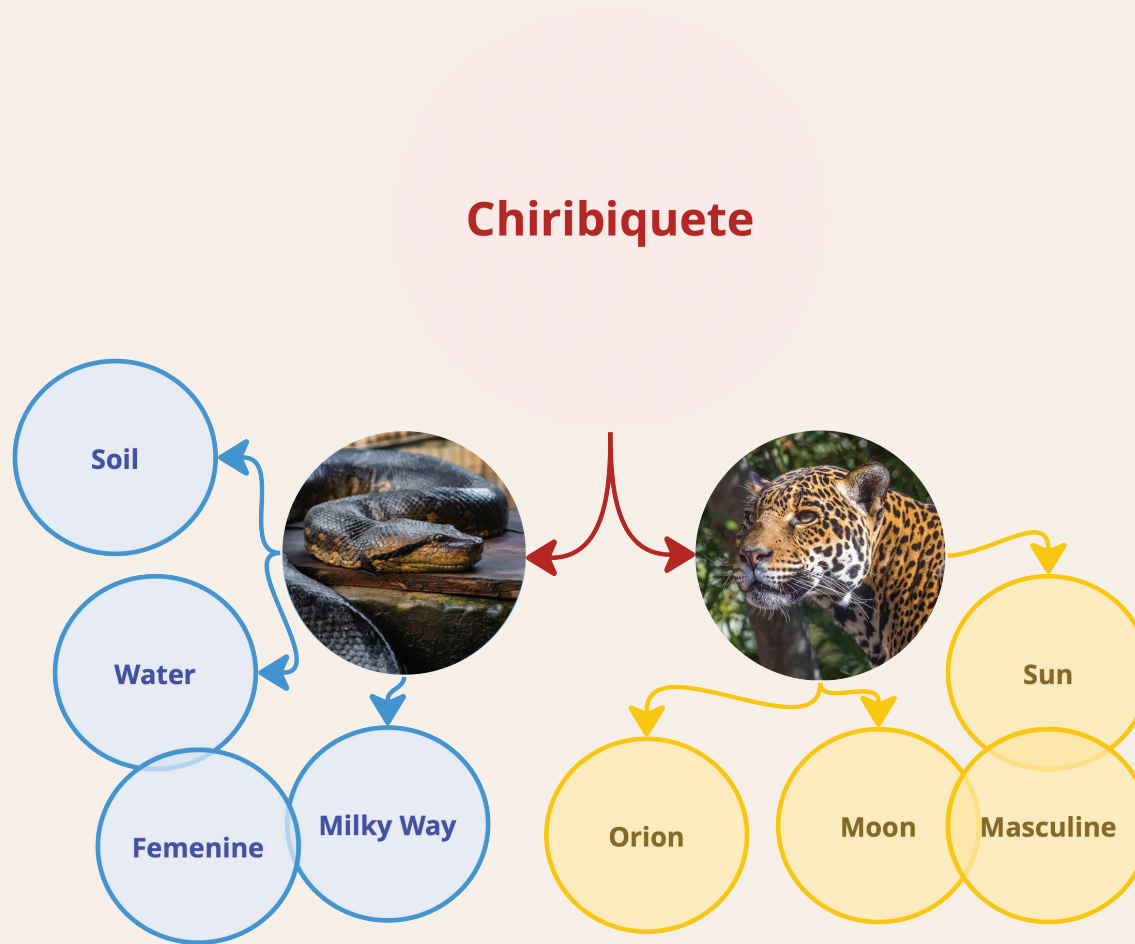 Chiribiquete
Soil
Water
Femenine
Milky Way
Orion
Moon
Sun
Masculine